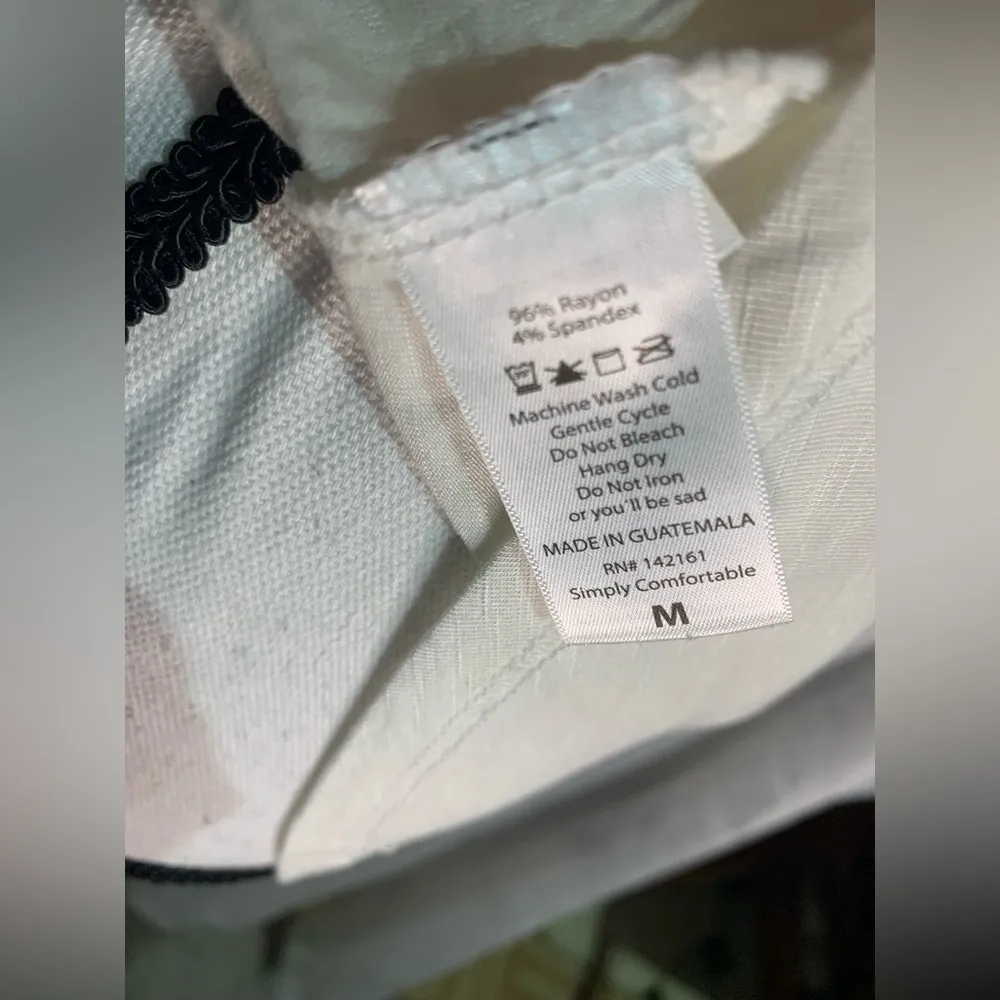 96% Rayon
4% Spandex
Machine Wash Cold
Gentle Cycle
Do Not Bleach
Hang Dry
Do Not Iron
or you'll be sad
MADE IN GUATEMALA
RN# 142161
Simply Comfortable
M